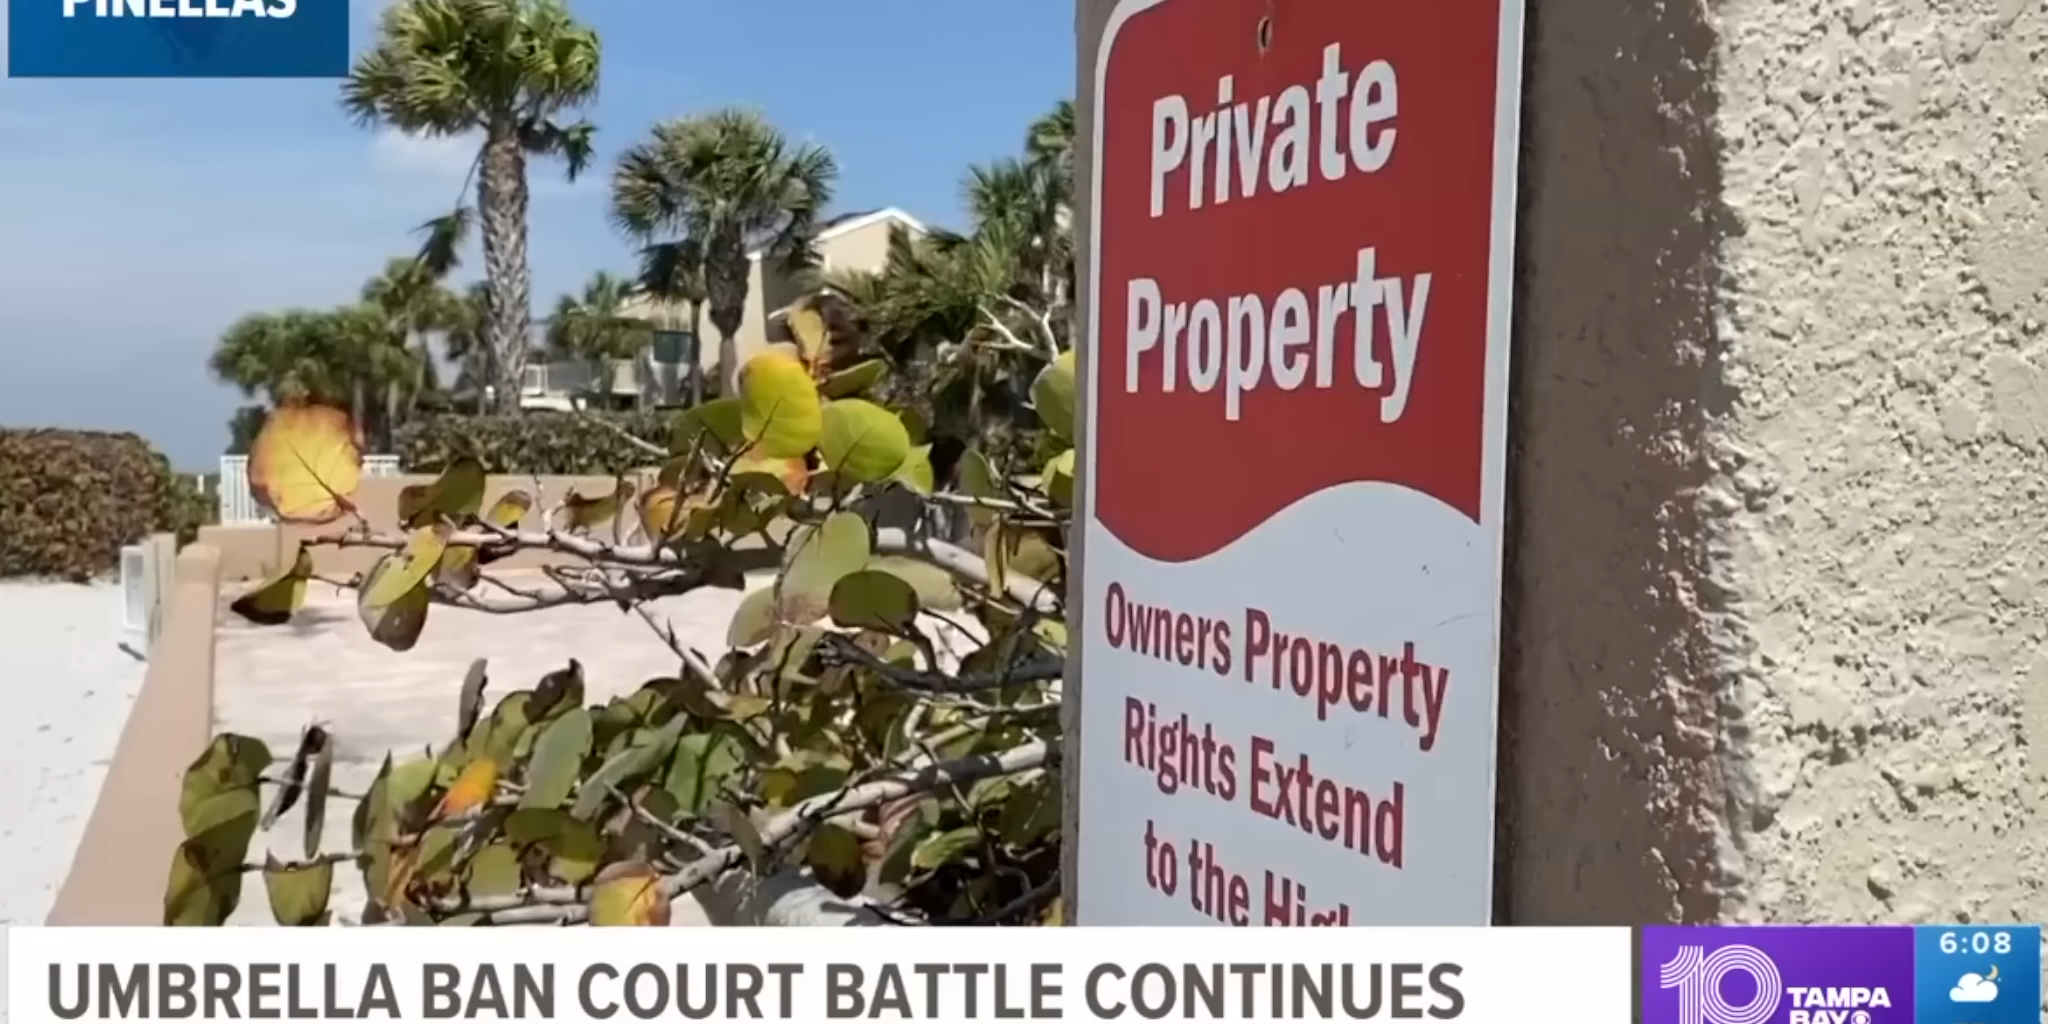 PINELLAS
Private
Property
Owners Property
Rights Extend
to the High
UMBRELLA BAN COURT BATTLE CONTINUES
10
TAMPA
BAY
6:08